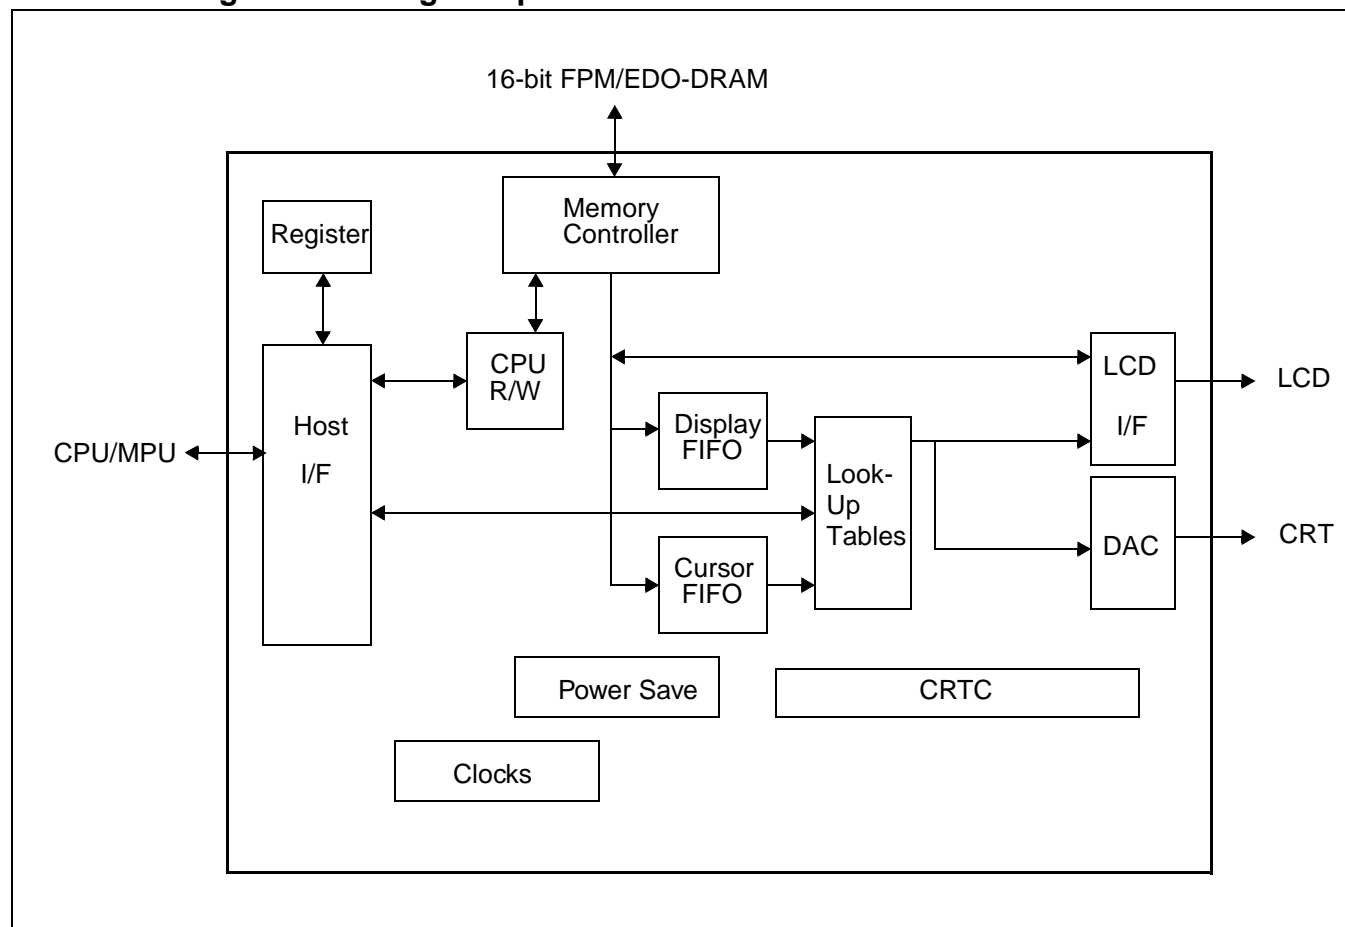 16-bit FPM/EDO-DRAM
Memory
Controller
Register
CPU
R/W
LCD
I/F
LCD
Host
I/F
CPU/MPU
Display
FIFO
Look-
Up
Tables
DAC
CRT
Cursor
FIFO
Power Save
CRTC
Clocks